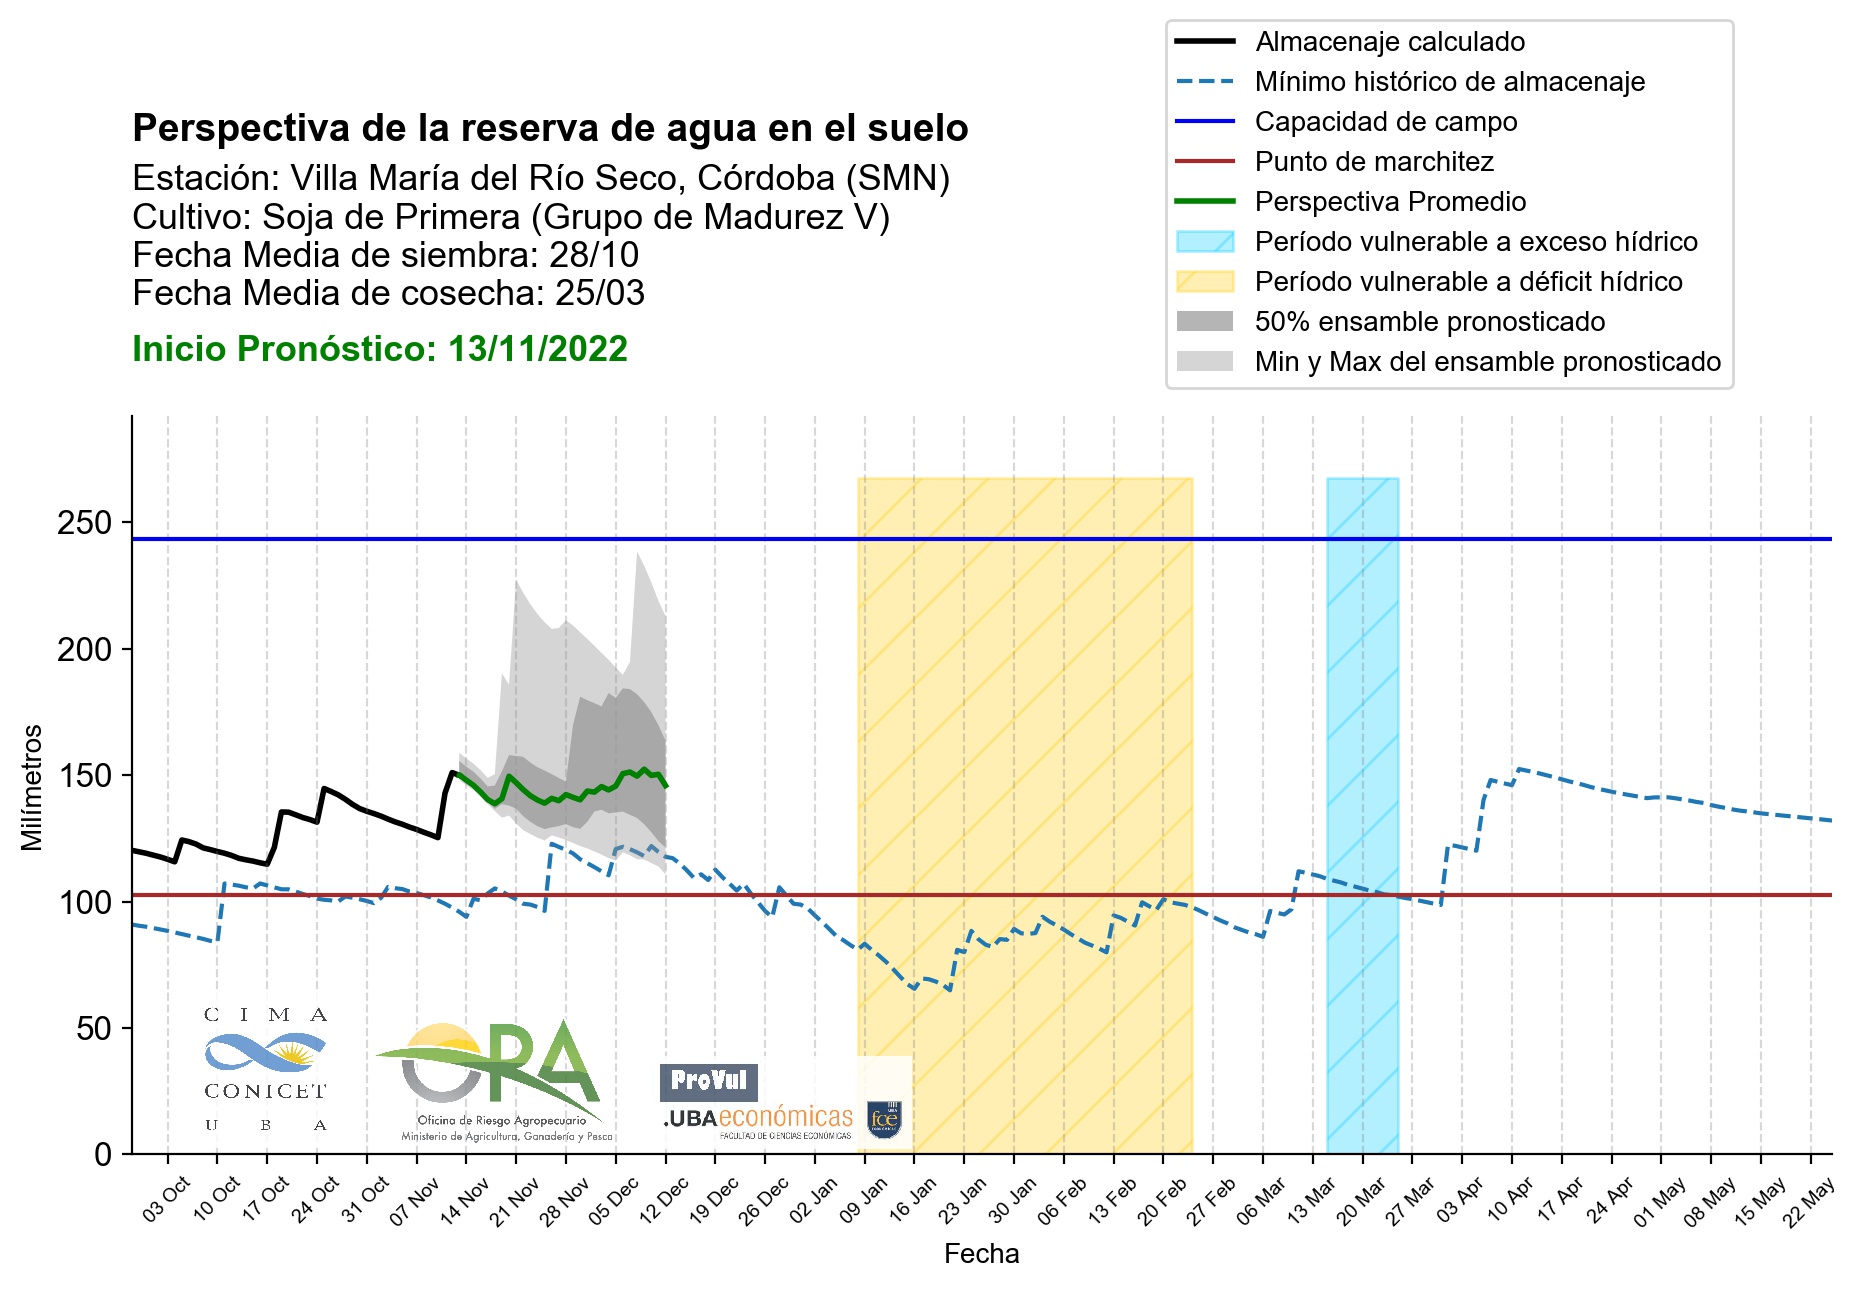 Almacenaje calculado
Mínimo histórico de almacenaje
Capacidad de campo
Punto de marchitez
Perspectiva Promedio
Período vulnerable a exceso hídrico
Período vulnerable a déficit hídrico
50% ensamble pronosticado
Min y Max del ensamble pronosticado
Perspectiva de la reserva de agua en el suelo
Estación: Villa María del Río Seco, Córdoba (SMN)
Cultivo: Soja de Primera (Grupo de Madurez V)
Fecha Media de siembra: 28/10
Fecha Media de cosecha: 25/03
Inicio Pronóstico: 13/11/2022
Milímetros
250
200
150
100
50
0
CIMA
CONICET
UBA
ORA
Oficina de Riesgo Agropecuario
Ministerio de Agricultura, Ganadería y Pesca
ProVul
.UBAeconómicas
FACULTAD DE CIENCIAS ECONÓMICAS
fce
03 Oct
10 Oct
17 Oct
24 Oct
31 Oct
07 Nov
14 Nov
21 Nov
28 Nov
05 Dec
12 Dec
19 Dec
26 Dec
02 Jan
09 Jan
16 Jan
23 Jan
30 Jan
06 Feb
13 Feb
20 Feb
27 Feb
06 Mar
13 Mar
20 Mar
27 Mar
03 Apr
10 Apr
17 Apr
24 Apr
01 May
08 May
15 May
22 May
Fecha